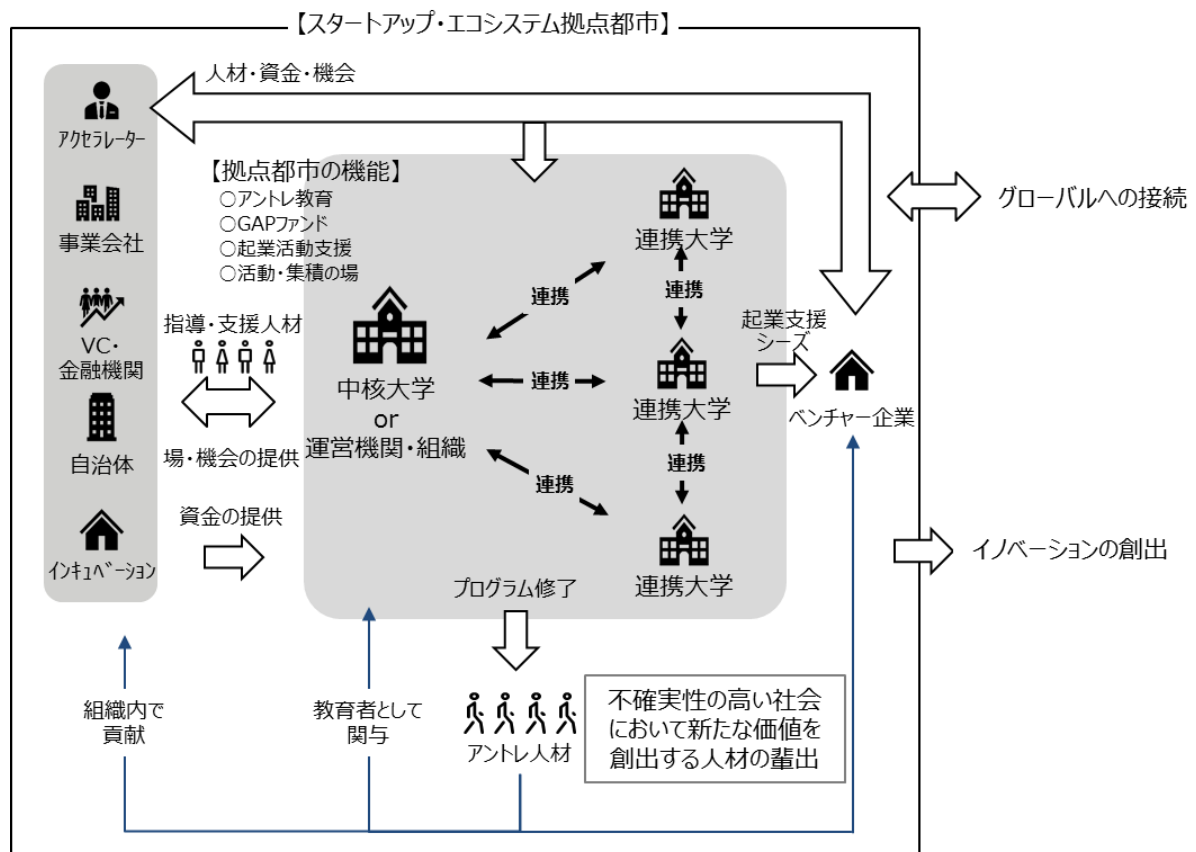 【スタートアップ・エコシステム拠点都市】
人材・資金・機会
ｱｸｾﾗﾚｰﾀｰ
事業会社
VC・
金融機関
自治体
ｲﾝｷｭﾍﾞｰｼｮﾝ
【拠点都市の機能】
○アントレ教育
○GAPファンド
○起業活動支援
○活動・集積の場
指導・支援人材
場・機会の提供
資金の提供
中核大学
or
運営機関・組織
連携大学
連携
連携
連携大学
連携
連携
連携
連携大学
起業支援
シーズ
ベンチャー企業
グローバルへの接続
イノベーションの創出
プログラム修了
アントレ人材
不確実性の高い社会
において新たな価値を
創出する人材の輩出
組織内で
貢献
教育者として
関与